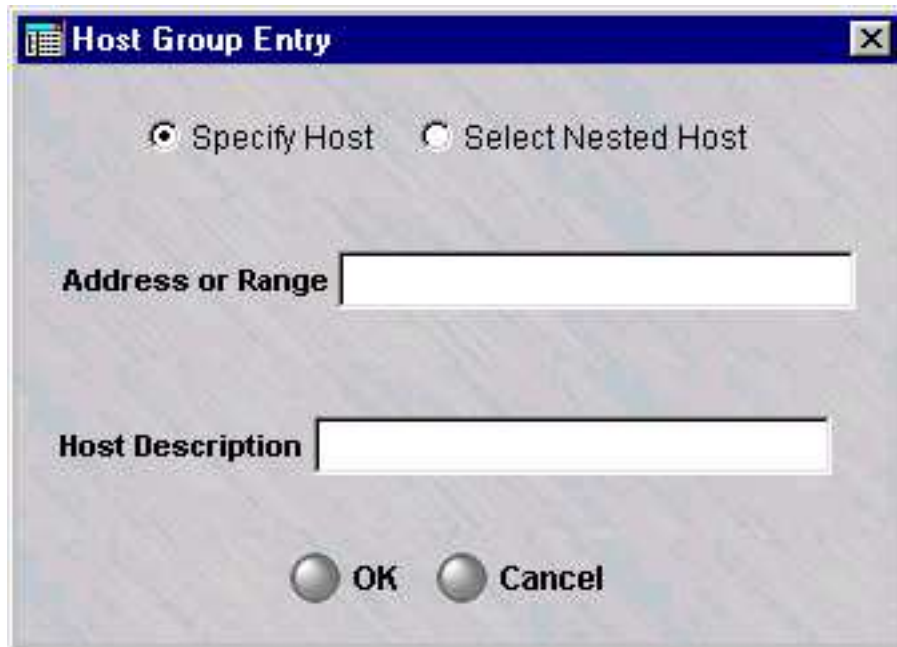 Host Group Entry
Specify Host Select Nested Host
Address or Range
Host Description
OK Cancel